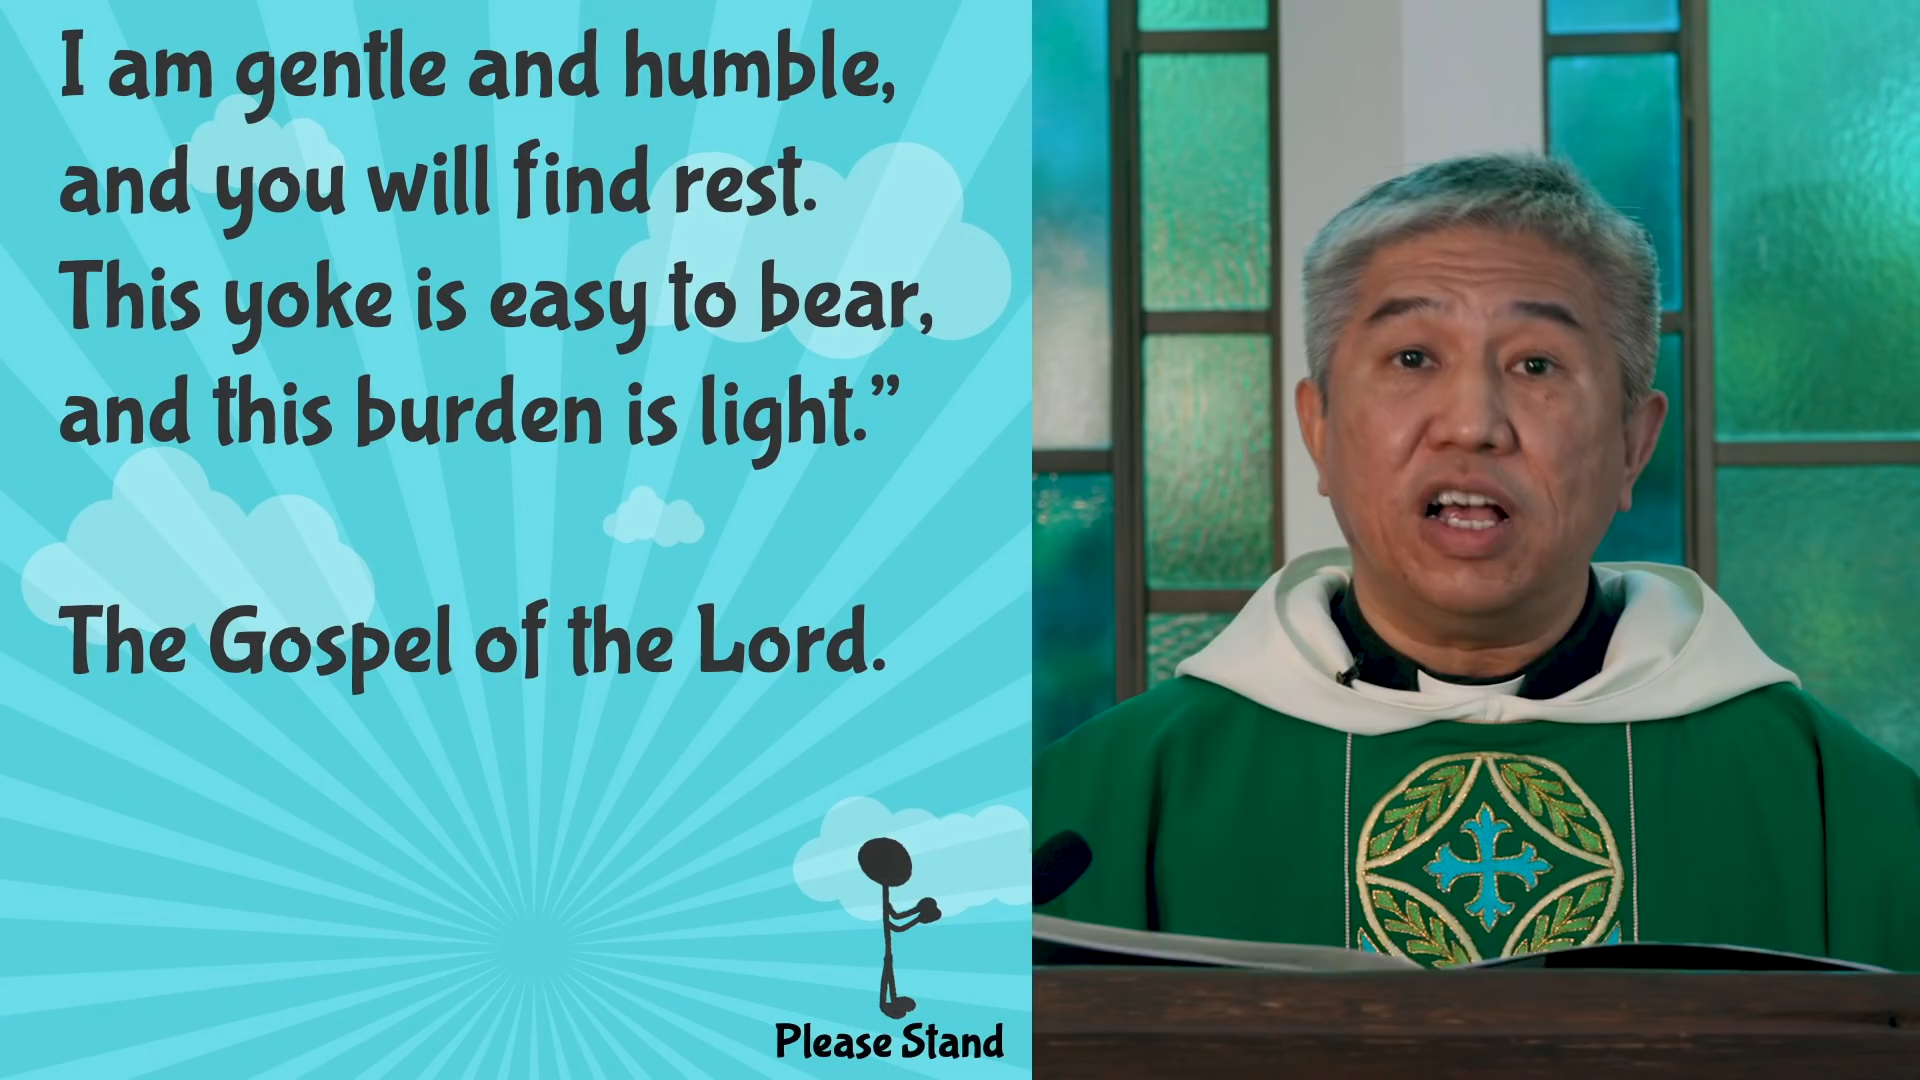 I am gentle and humble,
and you will find rest.
This yoke is easy to bear,
and this burden is light.”
The Gospel of the Lord.
Please Stand